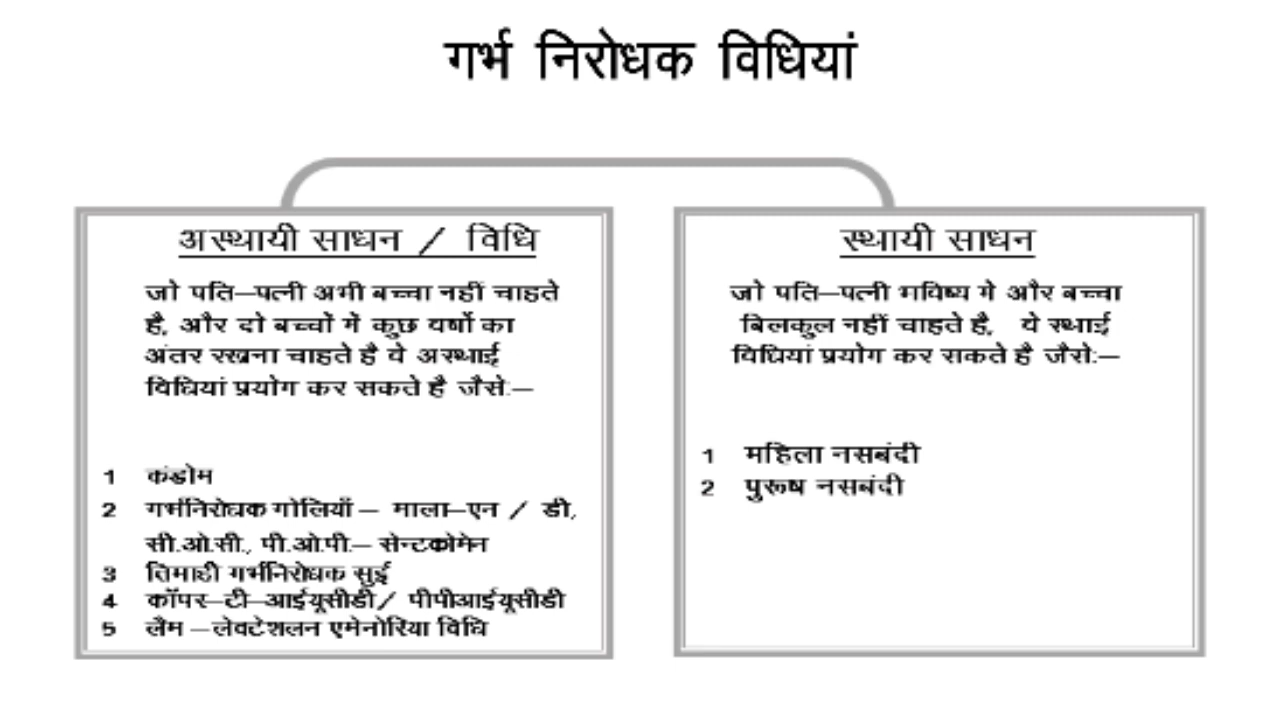 गर्भ निरोधक विधियां
अस्थायी साधन / विधि
जो पति–पत्नी अभी बच्चा नहीं चाहते
है, और दो बच्चों में कुछ वर्षो का
अंतर रखना चाहते है ये अस्थाई
विधियां प्रयोग कर सकते है जैसे:–
1 कंडोम
2 गर्भनिरोधक गोलियाँ – माला–एन / डी,
सी.ओ.सी., पी.ओ.पी.– सेन्टकोमेन
3 तिमाही गर्भनिरोधक सुई
4 कॉपर–टी–आईयूसीडी/ पीपीआईयूसीडी
5 लैम –लेक्टेशलन एमेनोरिया विधि
स्थायी साधन
जो पति–पत्नी भविष्य मे और बच्चा
बिलकुल नहीं चाहते है, ये स्थाई
विधियां प्रयोग कर सकते है जैसे:–
1 महिला नसबंदी
2 पुरूष नसबंदी